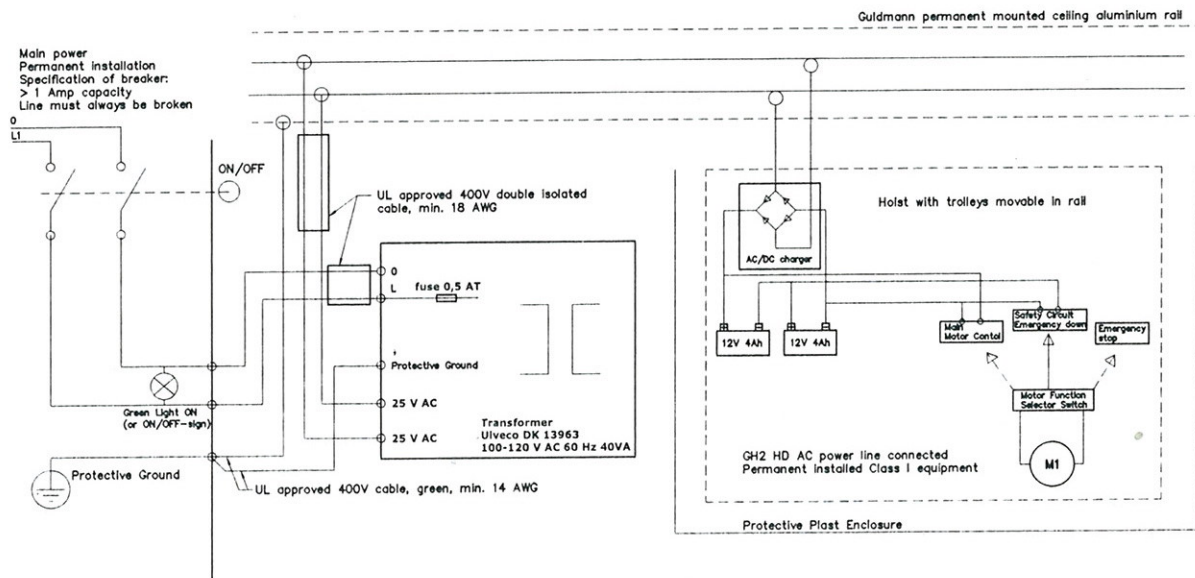 Guldmann permanent mounted ceiling aluminium rail
Main power
Permanent installation
Specification of breaker:
> 1 Amp capacity
Line must always be broken
0
L1
ON/OFF
UL approved 400V double isolated
cable, min. 18 AWG
Hoist with trolleys movable in rail
AC/DC charger
0
L
fuse 0,5 AT
12V 4Ah
12V 4Ah
Main
Motor Contol
Safety Circuit
Emergency down
Emergency
stop
Protective Ground
Motor Function
Selector Switch
Green Light ON
(or ON/OFF-sign)
25 V AC
25 V AC
Transformer
Ulveco DK 13963
100-120 V AC 60 Hz 40VA
GH2 HD AC power line connected
Permanent Installed Class I equipment
M1
Protective Ground
UL approved 400V cable, green, min. 14 AWG
Protective Plast Enclosure